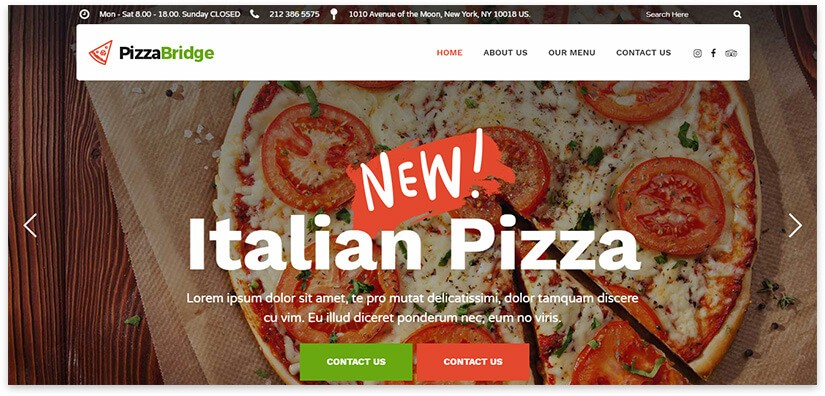 Mon - Sat 8.00 - 18.00. Sunday CLOSED 212 386 5575 1010 Avenue of the Moon, New York, NY 10018 US. Search Here
PizzaBridge HOME ABOUT US OUR MENU CONTACT US
NEW!
Italian Pizza
Lorem ipsum dolor sit amet, te pro mutat delicatissimi, dolor tamquam discere
cu vim. Eu illud diceret ponderum nec, eum no viris.
CONTACT US CONTACT US